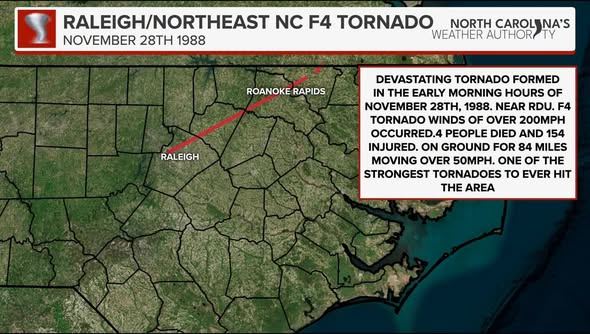 RALEIGH/NORTHEAST NC F4 TORNADO
NOVEMBER 28TH 1988
NORTH CAROLINA'S
WEATHER AUTHORITY
DEVASTATING TORNADO FORMED
IN THE EARLY MORNING HOURS OF
NOVEMBER 28TH, 1988. NEAR RDU. F4
TORNADO WINDS OF OVER 200MPH
OCCURRED.4 PEOPLE DIED AND 154
INJURED. ON GROUND FOR 84 MILES
MOVING OVER 50MPH. ONE OF THE
STRONGEST TORNADOES TO EVER HIT
THE AREA
ROANOKE RAPIDS
RALEIGH